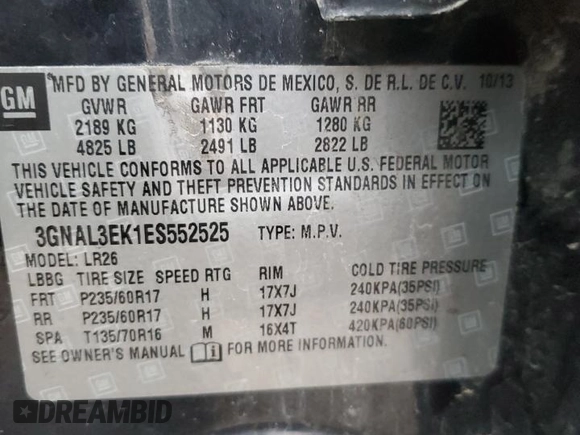 GM
MFD BY GENERAL MOTORS DE MEXICO, S. DE R.L. DE C.V. 10/13
GVWR GAWR FRT GAWR RR
2189 KG 1130 KG 1280 KG
4825 LB 2491 LB 2822 LB
THIS VEHICLE CONFORMS TO ALL APPLICABLE U.S. FEDERAL MOTOR
VEHICLE SAFETY AND THEFT PREVENTION STANDARDS IN EFFECT ON
THE DATE OF MANUFACTURE SHOWN ABOVE.
3GNAL3EK1ES552525 TYPE: M.P.V.
MODEL: LR26
LBBG TIRE SIZE SPEED RTG RIM COLD TIRE PRESSURE
FRT P235/60R17 H 17X7J 240KPA(35PSI)
RR P235/60R17 H 17X7J 240KPA(35PSI)
SPA T135/70R16 M 16X4T 420KPA(60PSI)
SEE OWNER'S MANUAL FOR MORE INFORMATION.
DREAMBID